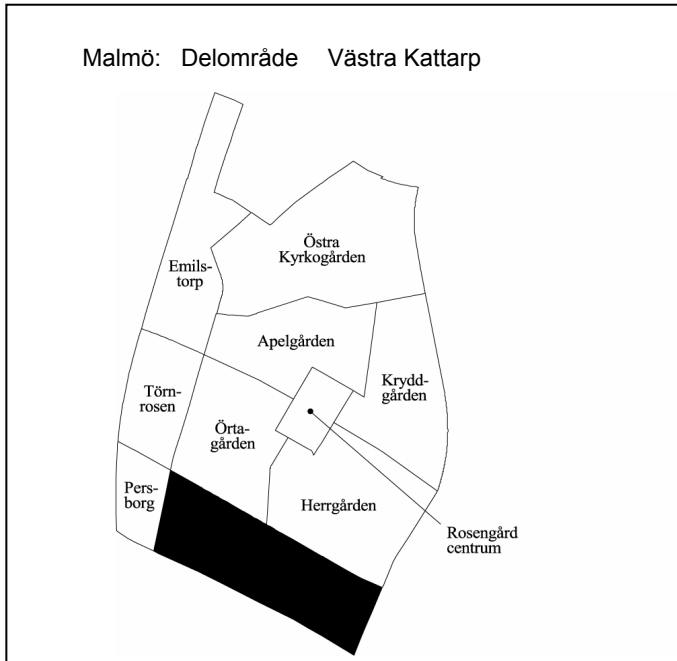 Malmö: Delområde Västra Kattarp
Östra
Kyrkogården
Emils-
torp
Apelgården
Krydd-
gården
Törn-
rosen
Örta-
gården
Pers-
borg
Herrgården
Rosengård
centrum